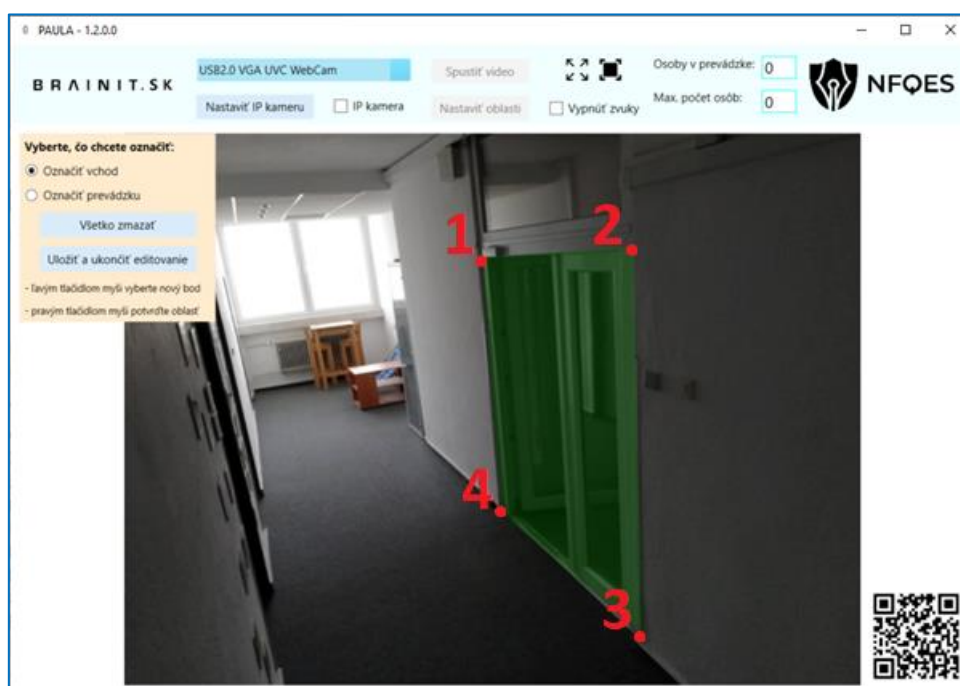 PAULA - 1.2.0.0
BRAINIT.SK
USB2.0 VGA UVC WebCam
Spustiť video
Osoby v prevádzke: 0
NFQES
Nastaviť IP kameru
IP kamera
Nastaviť oblasti
Vypnúť zvuky
Max. počet osôb: 0
Vyberte, čo chcete označiť:
Označiť vchod
Označiť prevádzku
Všetko zmazať
Uložiť a ukončiť editovanie
- ľavým tlačidlom myši vyberte nový bod
- pravým tlačidlom myši potvrďte oblasť
1
2
4
3